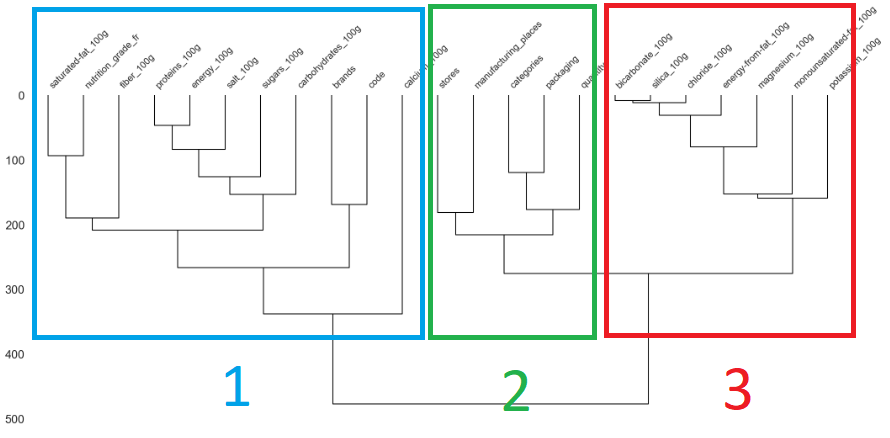 saturated-fat_100g
nutrition_grade_fr
fiber_100g
proteins_100g
energy_100g
salt_100g
sugars_100g
carbohydrates_100g
brands
code
calcium_100g
stores
manufacturing_places
categories
packaging
quantity
bicarbonate_100g
silica_100g
chloride_100g
energy-from-fat_100g
magnesium_100g
monounsaturated-fat_100g
potassium_100g
0
100
200
300
400
500
1
2
3